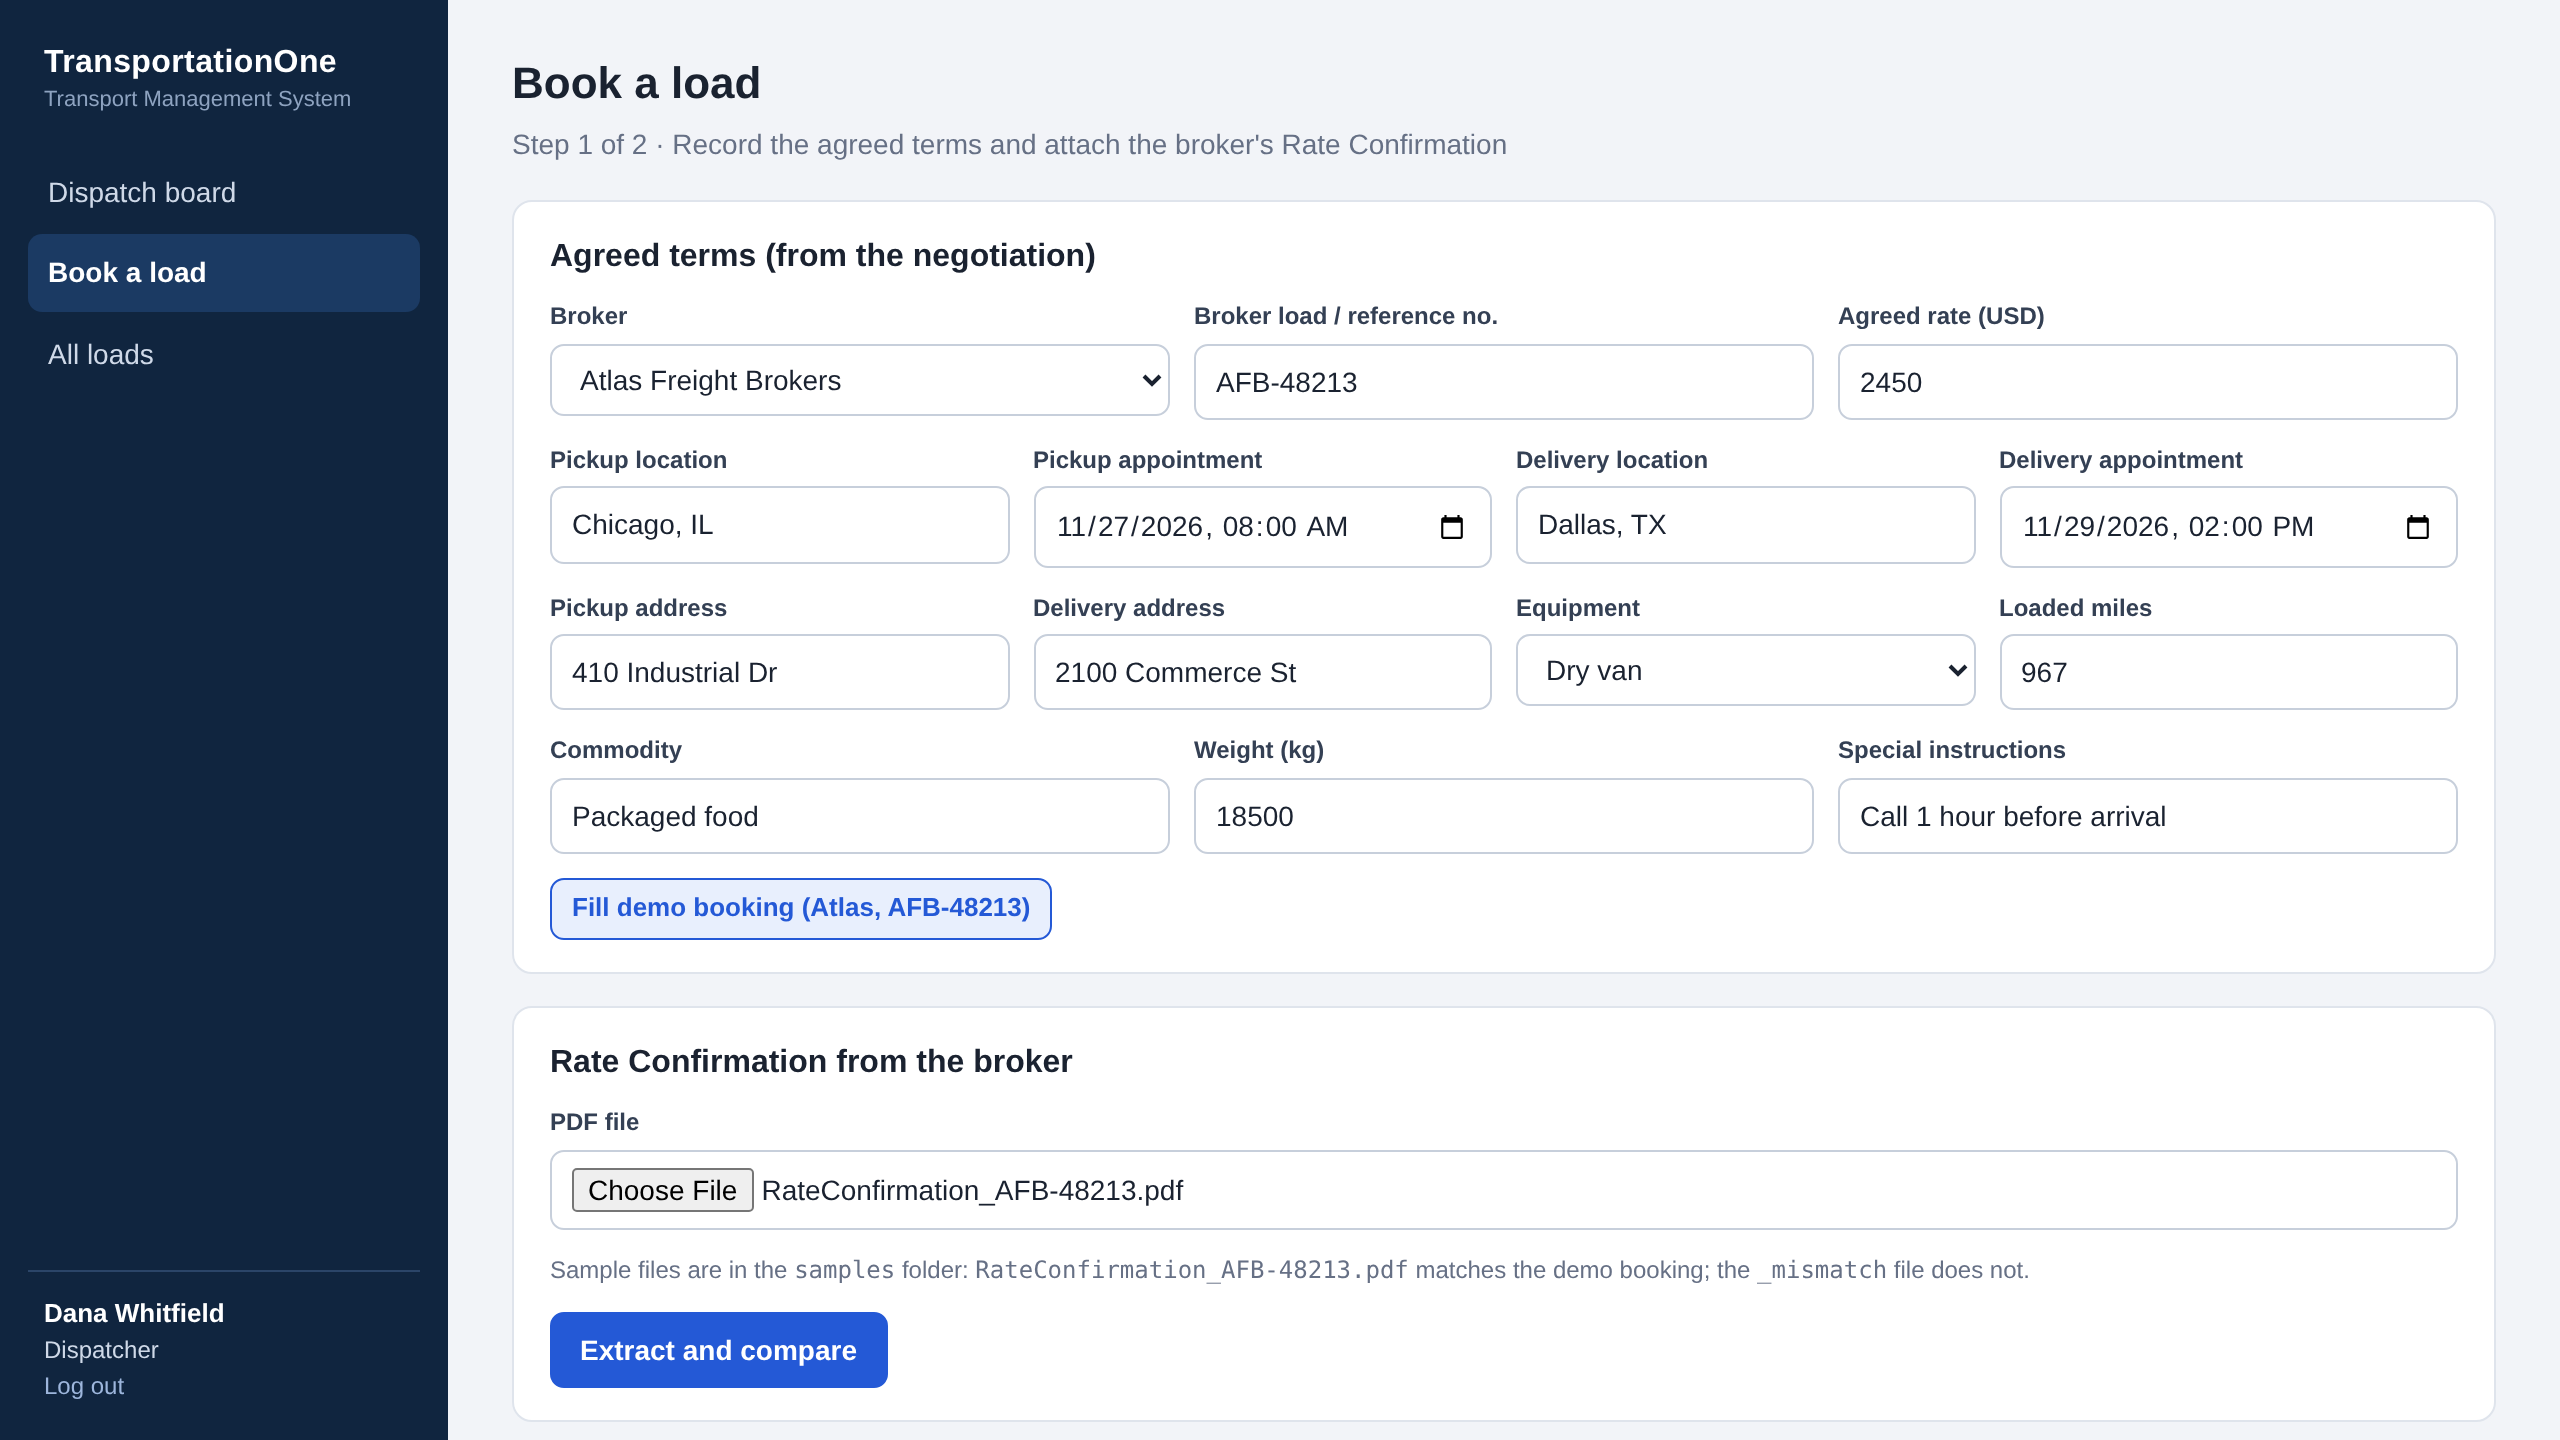 TransportationOne
Transport Management System
Dispatch board
Book a load
All loads
Dana Whitfield
Dispatcher
Log out
Book a load
Step 1 of 2 · Record the agreed terms and attach the broker's Rate Confirmation
Agreed terms (from the negotiation)
Broker Broker load / reference no. Agreed rate (USD)
Atlas Freight Brokers AFB-48213 2450
Pickup location Pickup appointment Delivery location Delivery appointment
Chicago, IL 11/27/2026, 08:00 AM Dallas, TX 11/29/2026, 02:00 PM
Pickup address Delivery address Equipment Loaded miles
410 Industrial Dr 2100 Commerce St Dry van 967
Commodity Weight (kg) Special instructions
Packaged food 18500 Call 1 hour before arrival
Fill demo booking (Atlas, AFB-48213)
Rate Confirmation from the broker
PDF file
Choose File RateConfirmation_AFB-48213.pdf
Sample files are in the samples folder: RateConfirmation_AFB-48213.pdf matches the demo booking; the _mismatch file does not.
Extract and compare